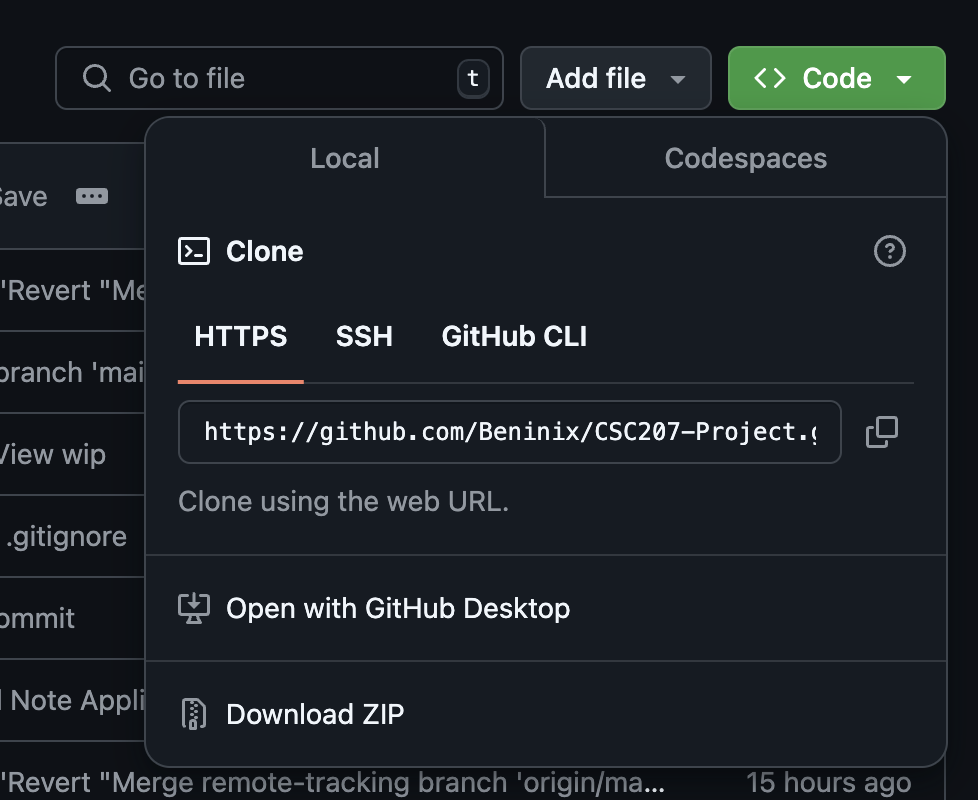 Go to file
t
Add file
Code
Local
Codespaces
Save
Clone
'Revert "Me
HTTPS
SSH
GitHub CLI
branch 'mai
https://github.com/Beninix/CSC207-Project.g
View wip
Clone using the web URL.
.gitignore
Open with GitHub Desktop
ommit
Note Appli
Download ZIP
'Revert "Merge remote-tracking branch 'origin/ma...
15 hours ago